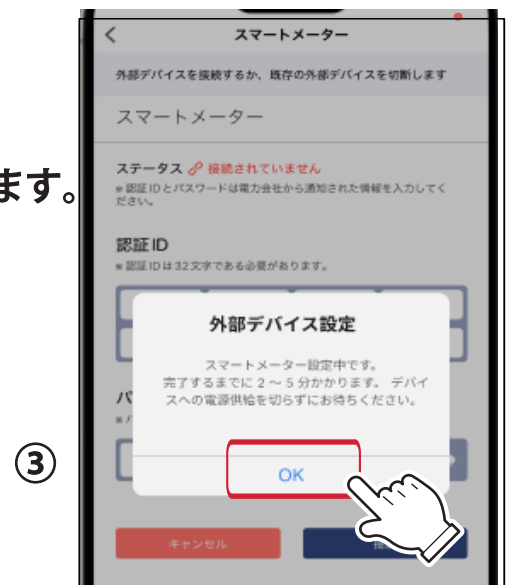 スマートメーター
外部デバイスを接続するか、既存の外部デバイスを切断します
スマートメーター
ます。
ステータス 接続されていません
※認証IDとパスワードは電力会社から通知された情報を入力してく
ださい。
認証ID
※認証IDは32文字である必要があります。
外部デバイス設定
スマートメーター設定中です。
完了するまでに2~5分かかります。 デバイ
スへの電源供給を切らずにお待ちください。
パ
③
OK
キャンセル